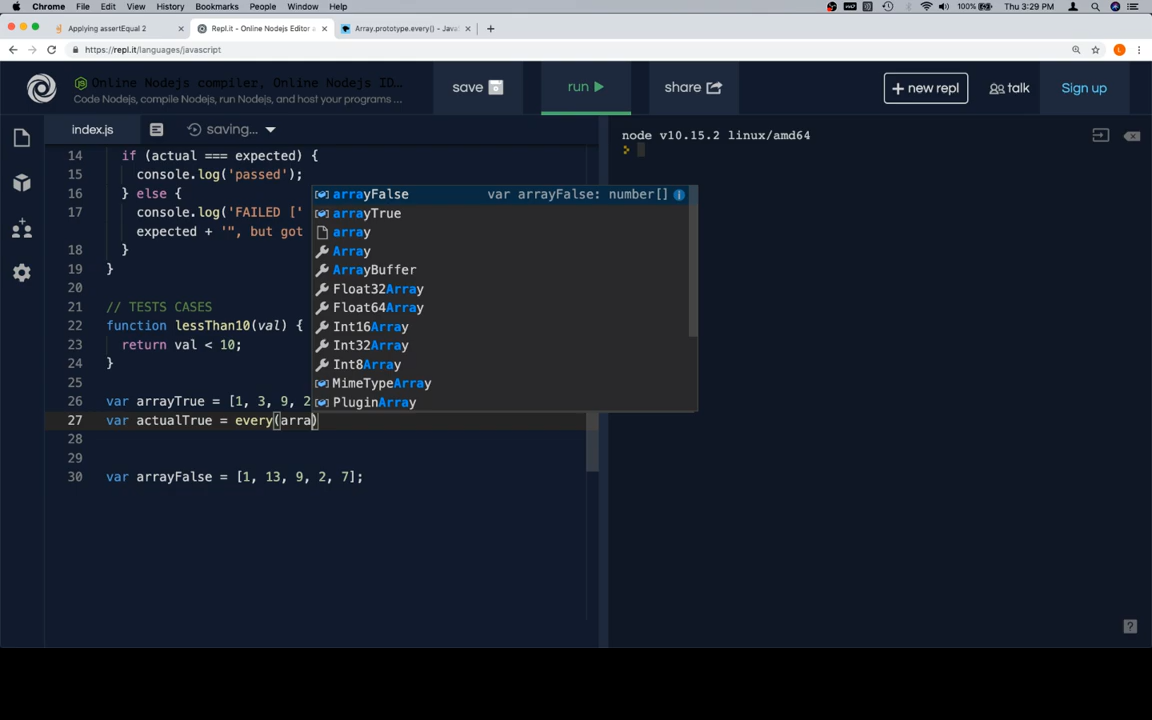 Chrome File Edit View History Bookmarks People Window Help 100% Thu 3:29 PM
Applying assertEqual 2
Repl.it - Online Nodejs Editor a
Array.prototype.every() - JavaS
https://repl.it/languages/javascript
Online Nodejs compiler, Online Nodejs ID...
Code Nodejs, compile Nodejs, run Nodejs, and host your programs ...
save
run
share
+ new repl
talk
Sign up
index.js
saving...
node v10.15.2 linux/amd64
14 if (actual === expected) {
15 console.log('passed');
16 } else {
17 console.log('FAILED ['
expected + '", but got
18 }
19 }
20
21 // TESTS CASES
22 function lessThan10(val) {
23 return val < 10;
24 }
25
26 var arrayTrue = [1, 3, 9, 2
27 var actualTrue = every(arra)
28
29
30 var arrayFalse = [1, 13, 9, 2, 7];
arrayFalse var arrayFalse: number[]
arrayTrue
array
Array
ArrayBuffer
Float32Array
Float64Array
Int16Array
Int32Array
Int8Array
MimeTypeArray
PluginArray
?